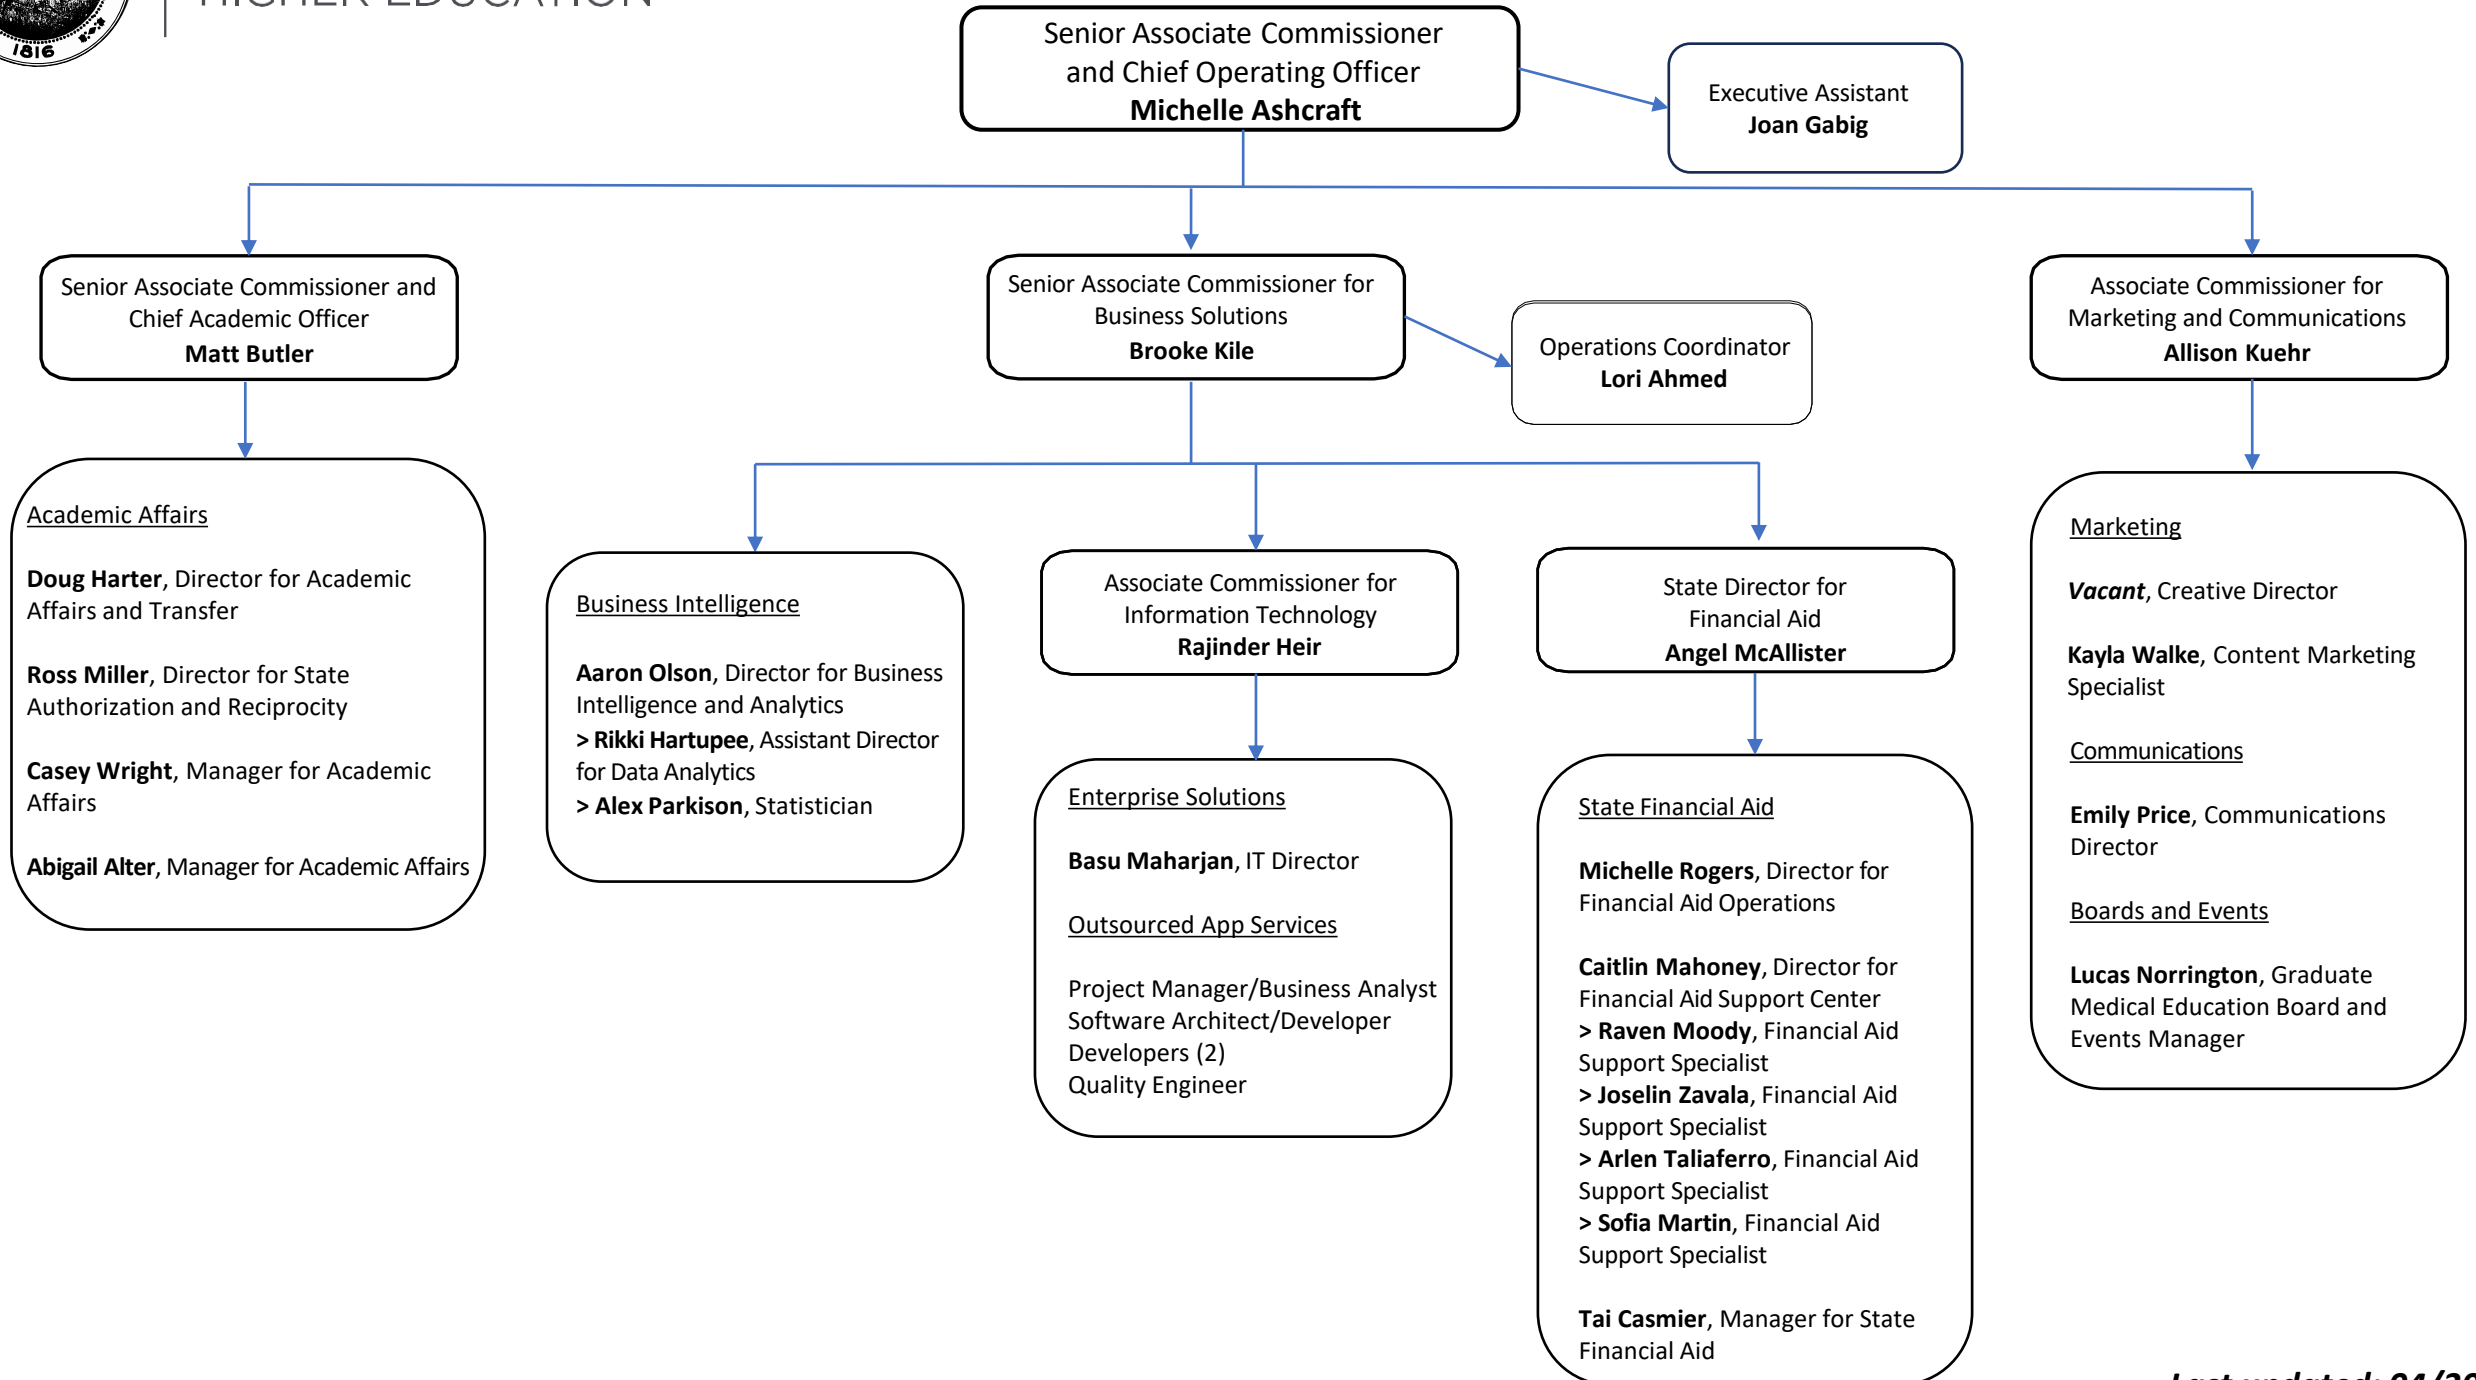 HIGHER EDUCATION
1816
Senior Associate Commissioner
and Chief Operating Officer
Michelle Ashcraft
Executive Assistant
Joan Gabig
Senior Associate Commissioner and
Chief Academic Officer
Matt Butler
Senior Associate Commissioner for
Business Solutions
Brooke Kile
Operations Coordinator
Lori Ahmed
Associate Commissioner for
Marketing and Communications
Allison Kuehr
Academic Affairs
Doug Harter, Director for Academic
Affairs and Transfer
Ross Miller, Director for State
Authorization and Reciprocity
Casey Wright, Manager for Academic
Affairs
Abigail Alter, Manager for Academic Affairs
Business Intelligence
Aaron Olson, Director for Business
Intelligence and Analytics
> Rikki Hartupee, Assistant Director
for Data Analytics
> Alex Parkison, Statistician
Associate Commissioner for
Information Technology
Rajinder Heir
Enterprise Solutions
Basu Maharjan, IT Director
Outsourced App Services
Project Manager/Business Analyst
Software Architect/Developer
Developers (2)
Quality Engineer
State Director for
Financial Aid
Angel McAllister
State Financial Aid
Michelle Rogers, Director for
Financial Aid Operations
Caitlin Mahoney, Director for
Financial Aid Support Center
> Raven Moody, Financial Aid
Support Specialist
> Joselin Zavala, Financial Aid
Support Specialist
> Arlen Taliaferro, Financial Aid
Support Specialist
> Sofia Martin, Financial Aid
Support Specialist
Tai Casmier, Manager for State
Financial Aid
Marketing
Vacant, Creative Director
Kayla Walke, Content Marketing
Specialist
Communications
Emily Price, Communications
Director
Boards and Events
Lucas Norrington, Graduate
Medical Education Board and
Events Manager
Last updated: 04/20